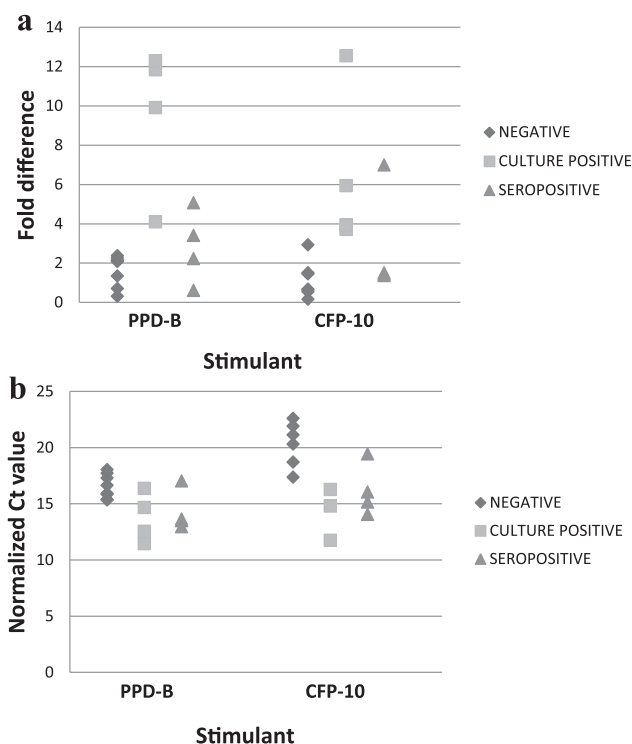 a
14
12
10
8
6
4
2
0
Fold difference
PPD-B CFP-10
Stimulant
NEGATIVE
CULTURE POSITIVE
SEROPOSITIVE
b
25
20
15
10
5
0
Normalized Ct value
PPD-B CFP-10
Stimulant
NEGATIVE
CULTURE POSITIVE
SEROPOSITIVE